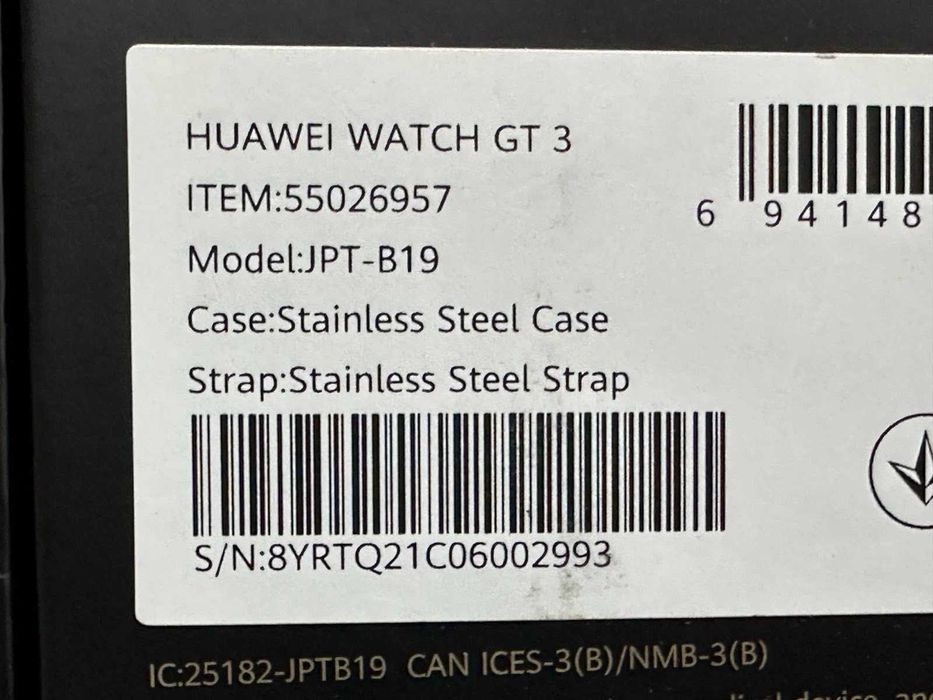 HUAWEI WATCH GT 3
ITEM:55026957
Model:JPT-B19
Case:Stainless Steel Case
Strap:Stainless Steel Strap
S/N:8YRTQ21C06002993
6 94148
IC:25182-JPTB19 CAN ICES-3(B)/NMB-3(B)